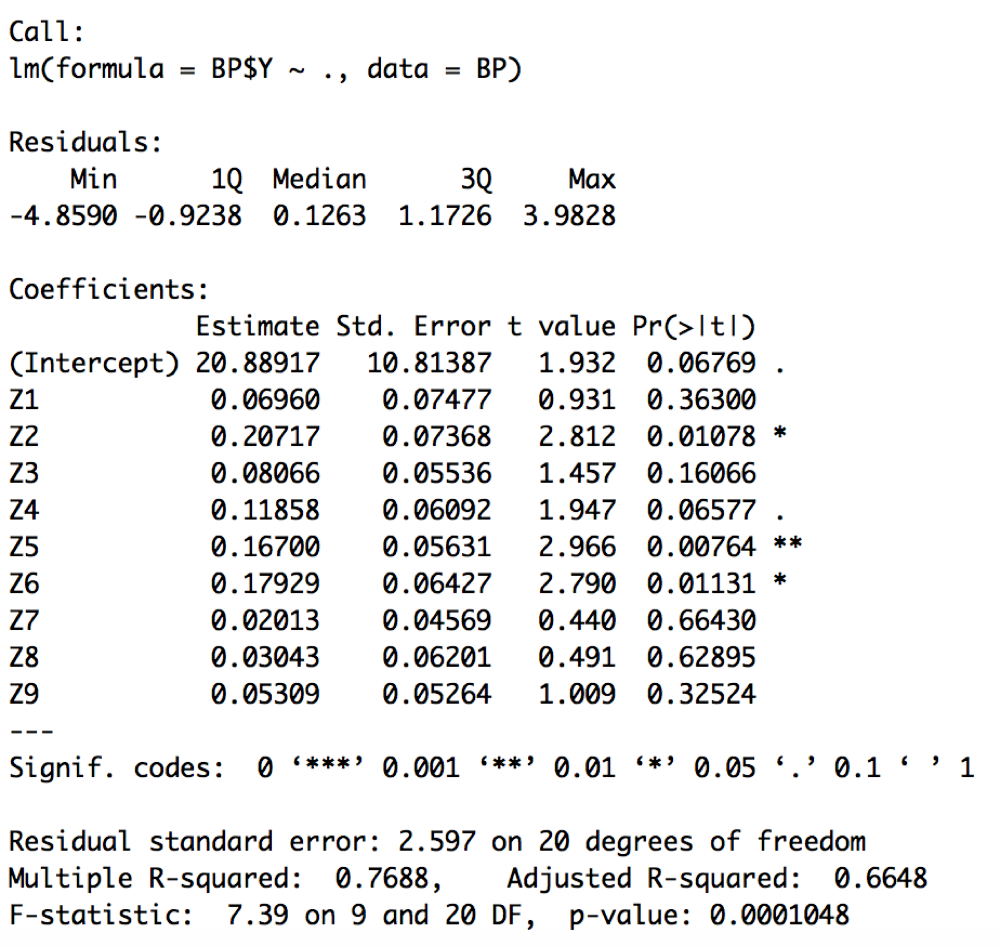 Call:
lm(formula = BP$Y ~ ., data = BP)
Residuals:
    Min      1Q  Median      3Q     Max
-4.8590 -0.9238  0.1263  1.1726  3.9828
Coefficients:
            Estimate Std. Error t value Pr(>|t|)
(Intercept) 20.88917   10.81387   1.932  0.06769 .
Z1           0.06960    0.07477   0.931  0.36300
Z2           0.20717    0.07368   2.812  0.01078 *
Z3           0.08066    0.05536   1.457  0.16066
Z4           0.11858    0.06092   1.947  0.06577 .
Z5           0.16700    0.05631   2.966  0.00764 **
Z6           0.17929    0.06427   2.790  0.01131 *
Z7           0.02013    0.04569   0.440  0.66430
Z8           0.03043    0.06201   0.491  0.62895
Z9           0.05309    0.05264   1.009  0.32524
---
Signif. codes:  0 ‘***’ 0.001 ‘**’ 0.01 ‘*’ 0.05 ‘.’ 0.1 ‘ ’ 1
Residual standard error: 2.597 on 20 degrees of freedom
Multiple R-squared:  0.7688,    Adjusted R-squared:  0.6648
F-statistic:  7.39 on 9 and 20 DF,  p-value: 0.0001048